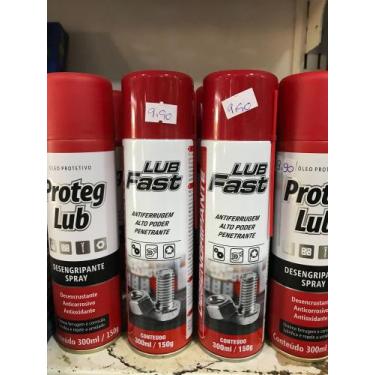 ÓLEO PROTETIVO
Proteg
Lub
DESENGRIPANTE
SPRAY
Desencrustante
Anticorrosivo
Antioxidante
300ml / 150g
9,90
LUB
Fast
ANTIFERRUGEM
ALTO PODER
PENETRANTE
CONTEÚDO
300ml / 150g
9,90
LUB
Fast
ANTIFERRUGEM
ALTO PODER
PENETRANTE
CONTEÚDO
300ml / 150g
9,90
ÓLEO PROTETIVO
Proteg
Lub
DESENGRIPANTE
SPRAY
Desencrustante
Anticorrosivo
Antioxidante
Conteúdo 300ml /